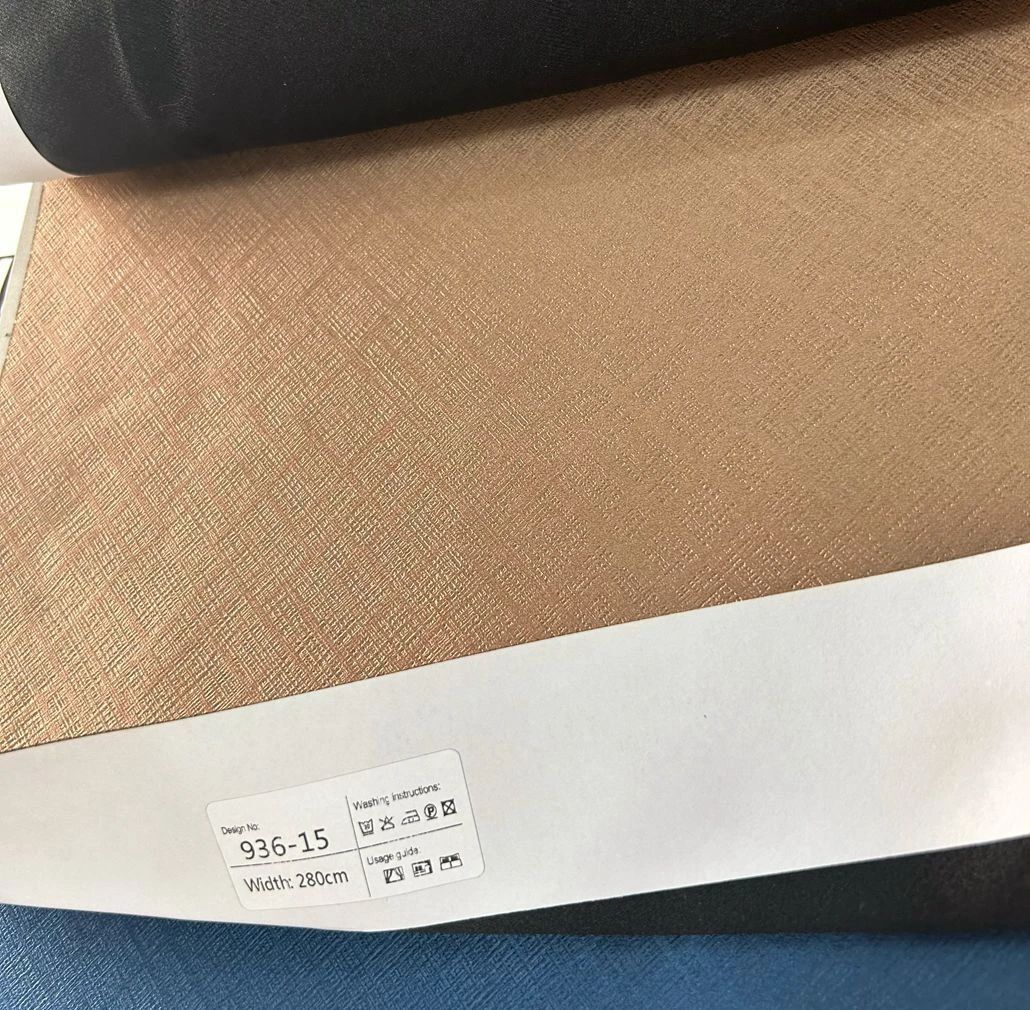 Design No:
936-15
Width: 280cm
Washing instructions:
Usage guide: